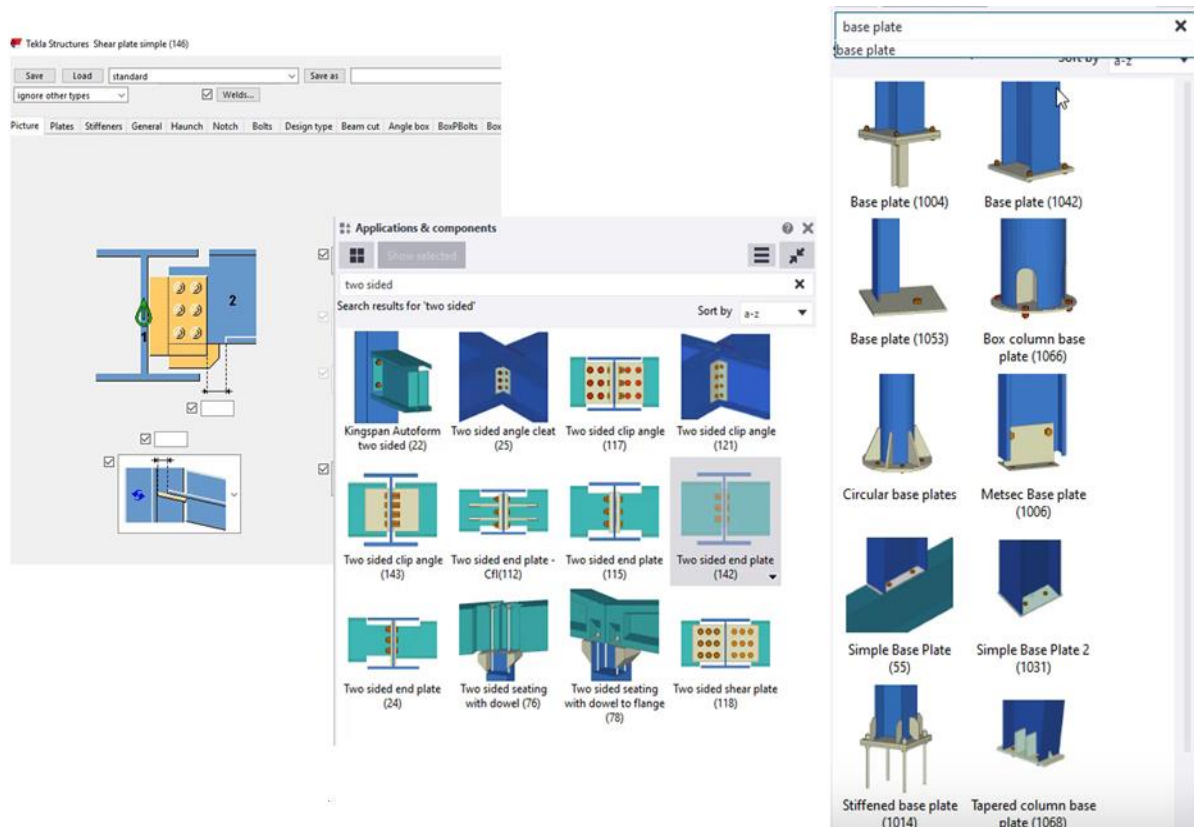 Tekla Structures Shear plate simple (146)
Save Load standard Save as
ignore other types Welds...
Picture Plates Stiffeners General Haunch Notch Bolts Design type Beam cut Angle box BoxPBolts Box
1
2
Applications & components
Show selected
two sided
Search results for 'two sided' Sort by a-z
Kingspan Autoform
two sided (22)
Two sided angle cleat
(25)
Two sided clip angle
(117)
Two sided clip angle
(121)
Two sided clip angle
(143)
Two sided end plate -
Cfl(112)
Two sided end plate
(115)
Two sided end plate
(142)
Two sided end plate
(24)
Two sided seating
with dowel (76)
Two sided seating
with dowel to flange
(78)
Two sided shear plate
(118)
base plate
base plate
Sort by a-z
Base plate (1004)
Base plate (1042)
Base plate (1053)
Box column base
plate (1066)
Circular base plates
Metsec Base plate
(1006)
Simple Base Plate
(55)
Simple Base Plate 2
(1031)
Stiffened base plate
(1014)
Tapered column base
plate (1068)